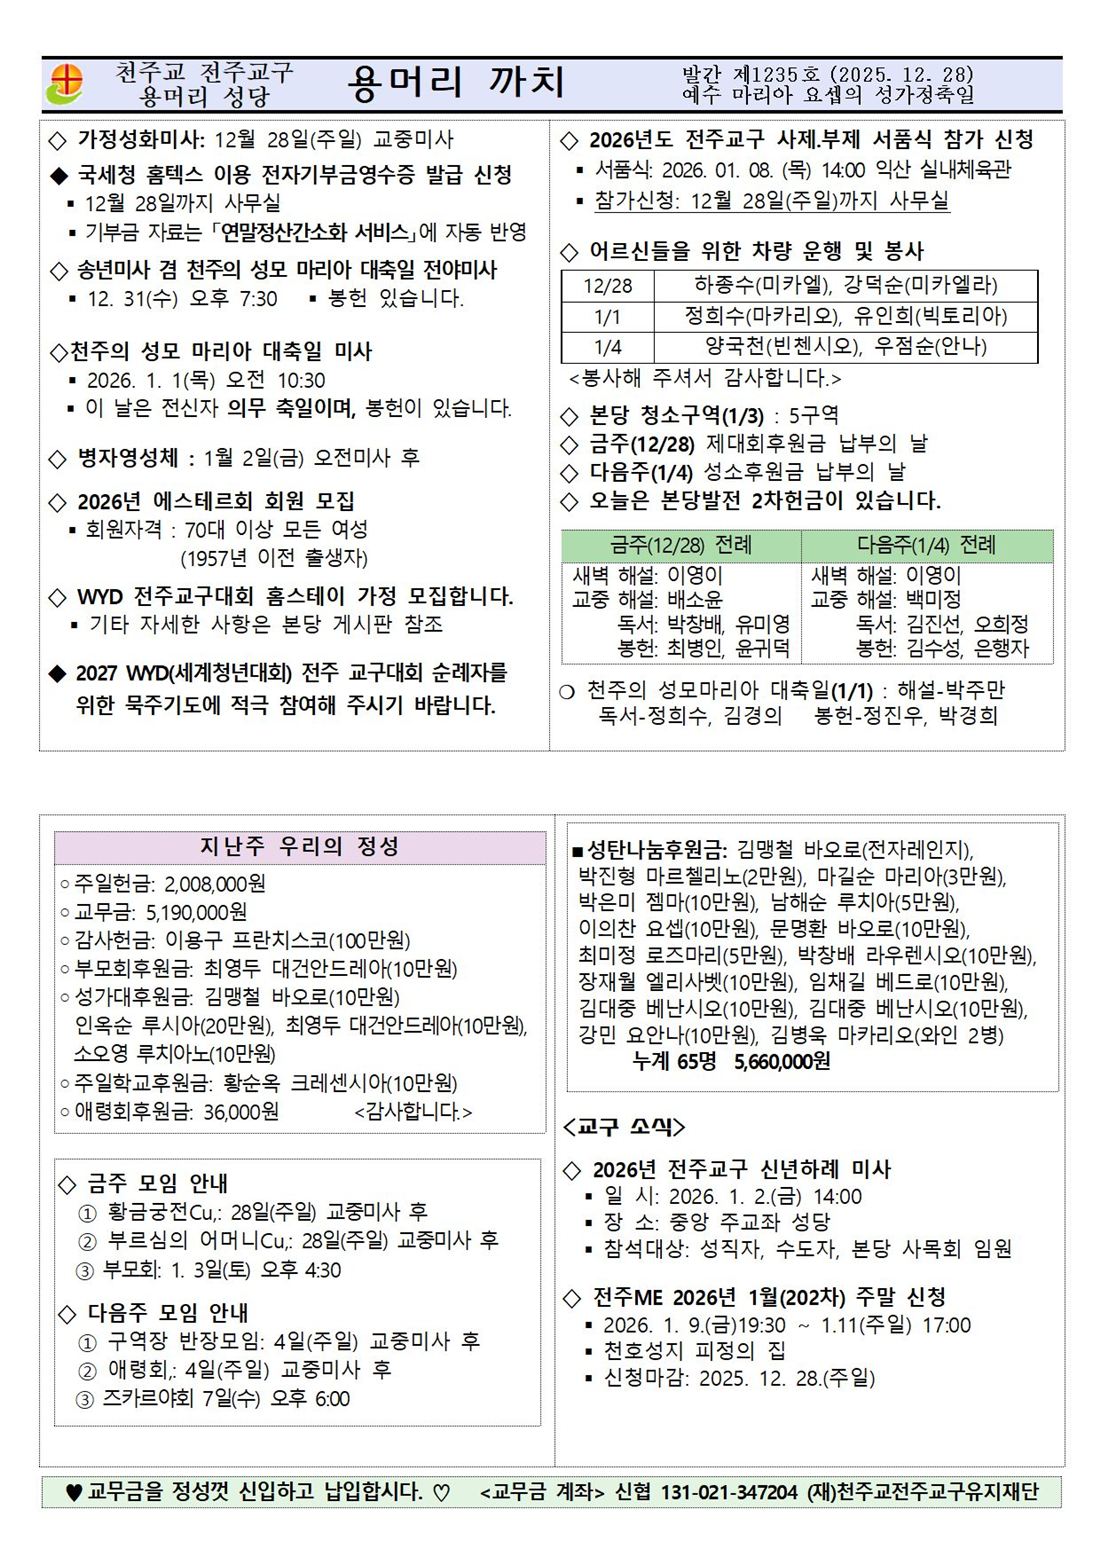 천주교 전주교구
용머리 성당
용머리 까치
발간 제1235호 (2025. 12. 28)
예수 마리아 요셉의 성가정축일
◇ 가정성화미사: 12월 28일(주일) 교중미사
◆ 국세청 홈텍스 이용 전자기부금영수증 발급 신청
▪ 12월 28일까지 사무실
▪ 기부금 자료는 「연말정산간소화 서비스」에 자동 반영
◇ 송년미사 겸 천주의 성모 마리아 대축일 전야미사
▪ 12. 31(수) 오후 7:30 ▪ 봉헌 있습니다.
◇천주의 성모 마리아 대축일 미사
▪ 2026. 1. 1(목) 오전 10:30
▪ 이 날은 전신자 의무 축일이며, 봉헌이 있습니다.
◇ 병자영성체 : 1월 2일(금) 오전미사 후
◇ 2026년 에스테르회 회원 모집
▪ 회원자격 : 70대 이상 모든 여성
(1957년 이전 출생자)
◇ WYD 전주교구대회 홈스테이 가정 모집합니다.
▪ 기타 자세한 사항은 본당 게시판 참조
◆ 2027 WYD(세계청년대회) 전주 교구대회 순례자를
위한 묵주기도에 적극 참여해 주시기 바랍니다.
◇ 2026년도 전주교구 사제.부제 서품식 참가 신청
▪ 서품식: 2026. 01. 08. (목) 14:00 익산 실내체육관
▪ 참가신청: 12월 28일(주일)까지 사무실
◇ 어르신들을 위한 차량 운행 및 봉사
12/28 하종수(미카엘), 강덕순(미카엘라)
1/1 정희수(마카리오), 유인희(빅토리아)
1/4 양국천(빈첸시오), 우점순(안나)
<봉사해 주셔서 감사합니다.>
◇ 본당 청소구역(1/3) : 5구역
◇ 금주(12/28) 제대회후원금 납부의 날
◇ 다음주(1/4) 성소후원금 납부의 날
◇ 오늘은 본당발전 2차헌금이 있습니다.
금주(12/28) 전례 다음주(1/4) 전례
새벽 해설: 이영이 새벽 해설: 이영이
교중 해설: 배소윤 교중 해설: 백미정
독서: 박창배, 유미영 독서: 김진선, 오희정
봉헌: 최병인, 윤귀덕 봉헌: 김수성, 은행자
❍ 천주의 성모마리아 대축일(1/1) : 해설-박주만
독서-정희수, 김경의 봉헌-정진우, 박경희
지난주 우리의 정성
○주일헌금: 2,008,000원
○교무금: 5,190,000원
○감사헌금: 이용구 프란치스코(100만원)
○부모회후원금: 최영두 대건안드레아(10만원)
○성가대후원금: 김맹철 바오로(10만원)
인옥순 루시아(20만원), 최영두 대건안드레아(10만원),
소오영 루치아노(10만원)
○주일학교후원금: 황순옥 크레센시아(10만원)
○애령회후원금: 36,000원 <감사합니다.>
◇ 금주 모임 안내
① 황금궁전Cu,: 28일(주일) 교중미사 후
② 부르심의 어머니Cu,: 28일(주일) 교중미사 후
③ 부모회: 1. 3일(토) 오후 4:30
◇ 다음주 모임 안내
① 구역장 반장모임: 4일(주일) 교중미사 후
② 애령회,: 4일(주일) 교중미사 후
③ 즈카르야회 7일(수) 오후 6:00
■성탄나눔후원금: 김맹철 바오로(전자레인지),
박진형 마르첼리노(2만원), 마길순 마리아(3만원),
박은미 젬마(10만원), 남해순 루치아(5만원),
이의찬 요셉(10만원), 문명환 바오로(10만원),
최미정 로즈마리(5만원), 박창배 라우렌시오(10만원),
장재월 엘리사벳(10만원), 임채길 베드로(10만원),
김대중 베난시오(10만원), 김대중 베난시오(10만원),
강민 요안나(10만원), 김병욱 마카리오(와인 2병)
누계 65명 5,660,000원
<교구 소식>
◇ 2026년 전주교구 신년하례 미사
▪ 일 시: 2026. 1. 2.(금) 14:00
▪ 장 소: 중앙 주교좌 성당
▪ 참석대상: 성직자, 수도자, 본당 사목회 임원
◇ 전주ME 2026년 1월(202차) 주말 신청
▪ 2026. 1. 9.(금)19:30 ~ 1.11(주일) 17:00
▪ 천호성지 피정의 집
▪ 신청마감: 2025. 12. 28.(주일)
♥교무금을 정성껏 신입하고 납입합시다. ♡ <교무금 계좌> 신협 131-021-347204 (재)천주교전주교구유지재단